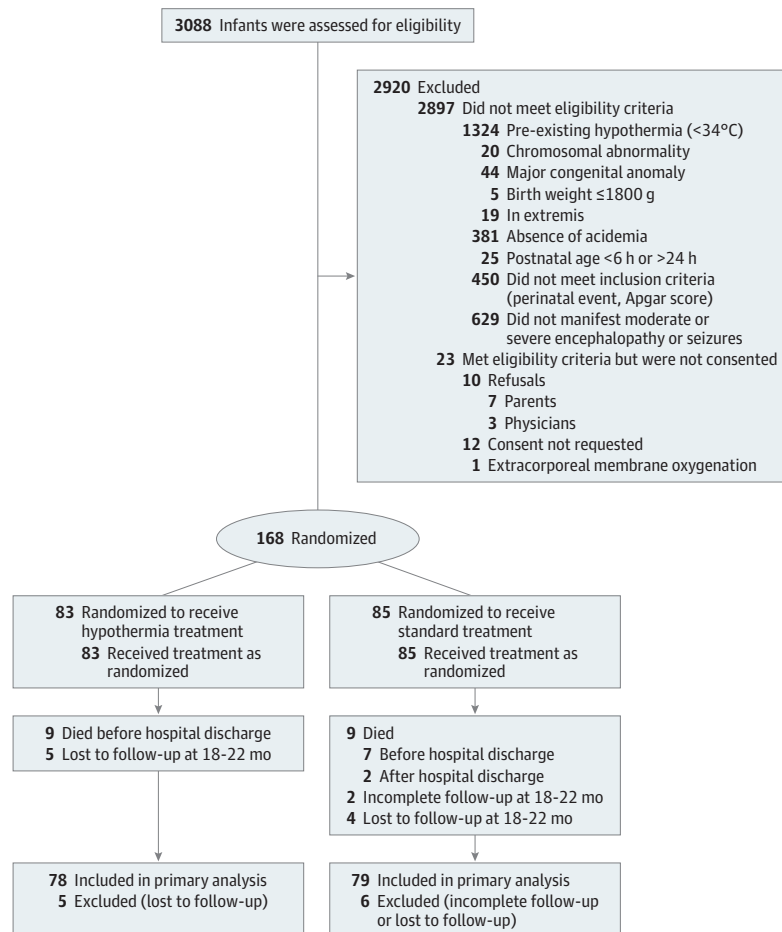 3088 Infants were assessed for eligibility
2920 Excluded
2897 Did not meet eligibility criteria
1324 Pre-existing hypothermia (<34°C)
20 Chromosomal abnormality
44 Major congenital anomaly
5 Birth weight ≤1800 g
19 In extremis
381 Absence of acidemia
25 Postnatal age <6 h or >24 h
450 Did not meet inclusion criteria
(perinatal event, Apgar score)
629 Did not manifest moderate or
severe encephalopathy or seizures
23 Met eligibility criteria but were not consented
10 Refusals
7 Parents
3 Physicians
12 Consent not requested
1 Extracorporeal membrane oxygenation
168 Randomized
83 Randomized to receive
hypothermia treatment
83 Received treatment as
randomized
85 Randomized to receive
standard treatment
85 Received treatment as
randomized
9 Died before hospital discharge
5 Lost to follow-up at 18-22 mo
9 Died
7 Before hospital discharge
2 After hospital discharge
2 Incomplete follow-up at 18-22 mo
4 Lost to follow-up at 18-22 mo
78 Included in primary analysis
5 Excluded (lost to follow-up)
79 Included in primary analysis
6 Excluded (incomplete follow-up
or lost to follow-up)